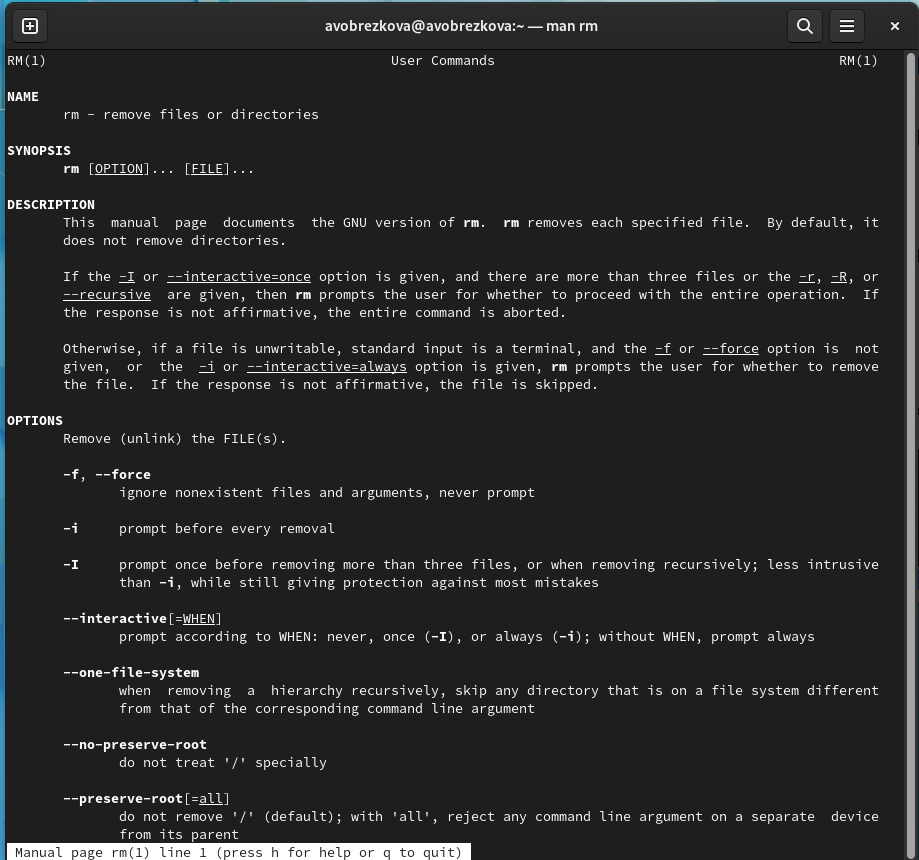 avobrezkova@avobrezkova:~ — man rm
RM(1) User Commands RM(1)
NAME
rm - remove files or directories
SYNOPSIS
rm [OPTION]... [FILE]...
DESCRIPTION
This manual page documents the GNU version of rm. rm removes each specified file. By default, it
does not remove directories.
If the -I or --interactive=once option is given, and there are more than three files or the -r, -R, or
--recursive are given, then rm prompts the user for whether to proceed with the entire operation. If
the response is not affirmative, the entire command is aborted.
Otherwise, if a file is unwritable, standard input is a terminal, and the -f or --force option is not
given, or the -i or --interactive=always option is given, rm prompts the user for whether to remove
the file. If the response is not affirmative, the file is skipped.
OPTIONS
Remove (unlink) the FILE(s).
-f, --force
ignore nonexistent files and arguments, never prompt
-i prompt before every removal
-I prompt once before removing more than three files, or when removing recursively; less intrusive
than -i, while still giving protection against most mistakes
--interactive[=WHEN]
prompt according to WHEN: never, once (-I), or always (-i); without WHEN, prompt always
--one-file-system
when removing a hierarchy recursively, skip any directory that is on a file system different
from that of the corresponding command line argument
--no-preserve-root
do not treat '/' specially
--preserve-root[=all]
do not remove '/' (default); with 'all', reject any command line argument on a separate device
from its parent
Manual page rm(1) line 1 (press h for help or q to quit)